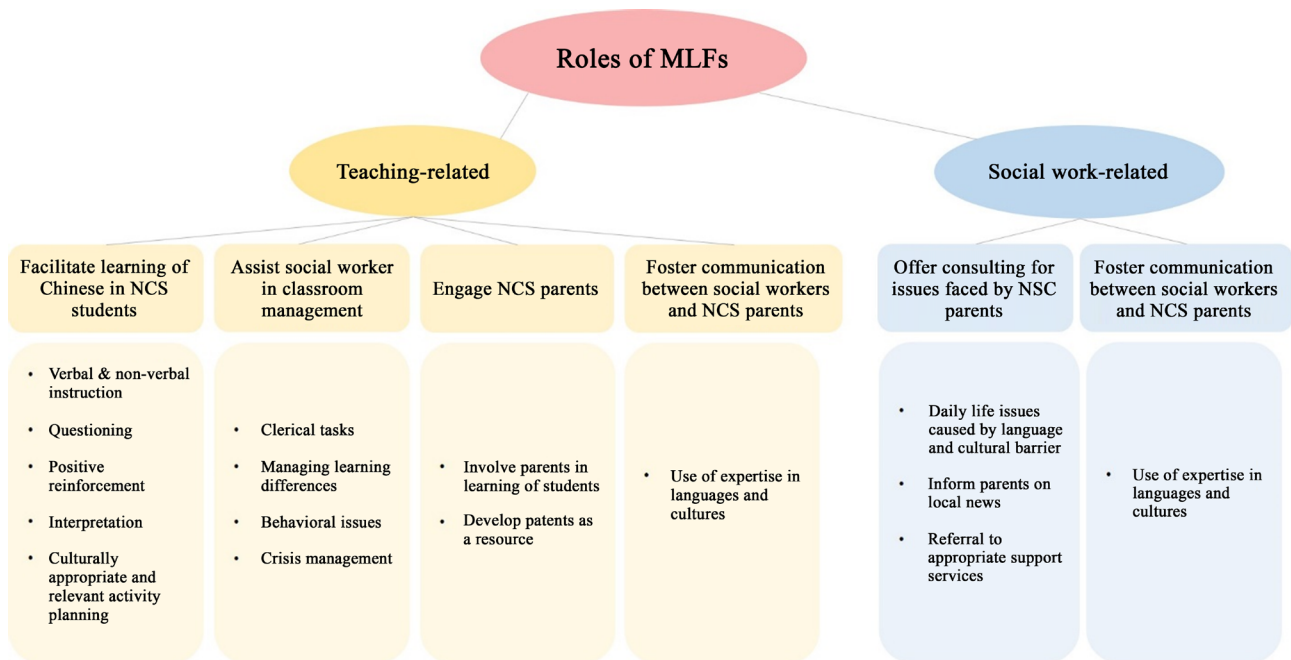 Roles of MLFs
Teaching-related
Social work-related
Facilitate learning of
Chinese in NCS
students
Assist social worker
in classroom
management
Engage NCS parents
Foster communication
between social workers
and NCS parents
Offer consulting for
issues faced by NSC
parents
Foster communication
between social workers
and NCS parents
• Verbal & non-verbal
instruction
• Questioning
• Positive
reinforcement
• Interpretation
• Culturally
appropriate and
relevant activity
planning
• Clerical tasks
• Managing learning
differences
• Behavioral issues
• Crisis management
• Involve parents in
learning of students
• Develop patents as
a resource
• Use of expertise in
languages and
cultures
• Daily life issues
caused by language
and cultural barrier
• Inform parents on
local news
• Referral to
appropriate support
services
• Use of expertise in
languages and
cultures